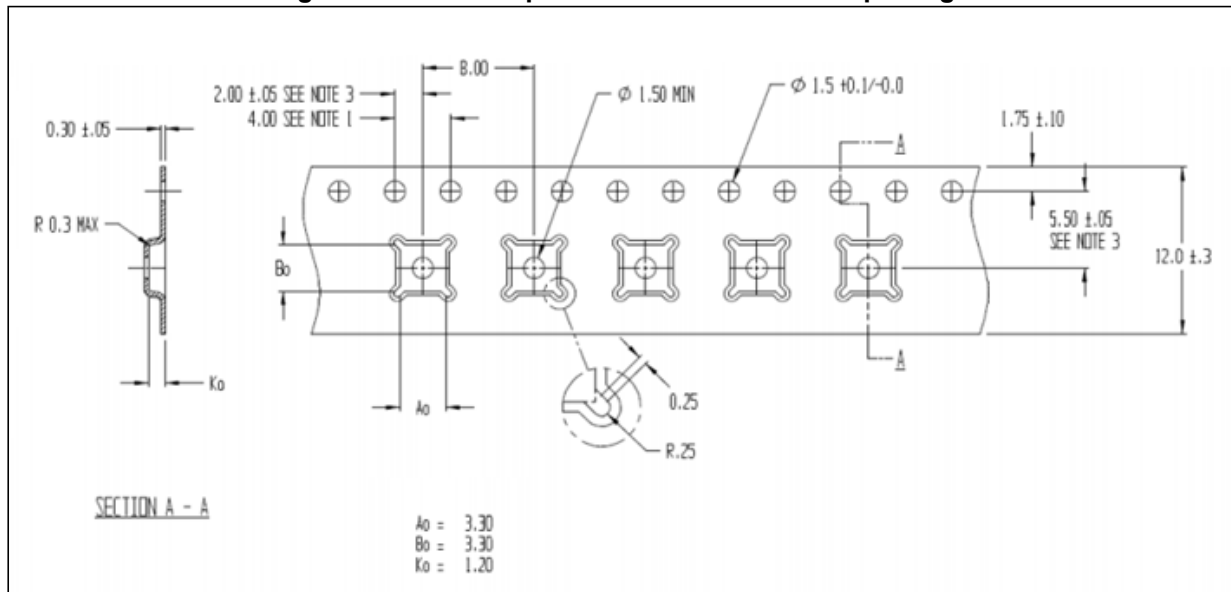 8.00
2.00 ±.05 SEE NOTE 3
4.00 SEE NOTE 1
Ø 1.50 MIN
Ø 1.5 +0.1/-0.0
0.30 ±.05
1.75 ±.10
A
R 0.3 MAX
5.50 ±.05
SEE NOTE 3
12.0 ±.3
Bo
Ko
Ao
A
0.25
R.25
SECTION A - A
Ao = 3.30
Bo = 3.30
Ko = 1.20